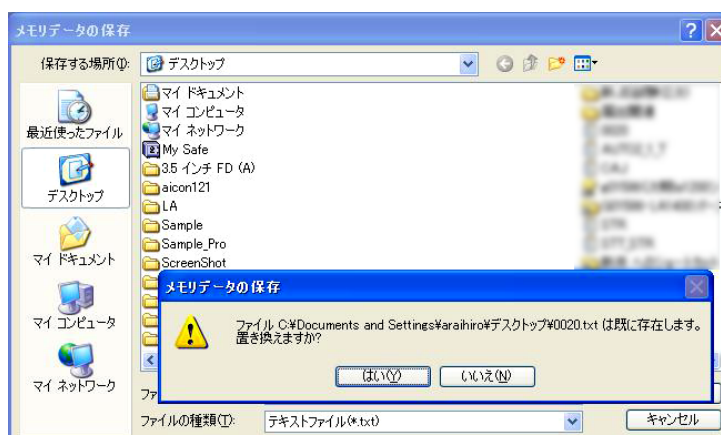 メモリデータの保存
保存する場所(I):
デスクトップ
最近使ったファイル
デスクトップ
マイ ドキュメント
マイ コンピュータ
マイ ネットワーク
マイ ドキュメント
マイ コンピュータ
マイ ネットワーク
My Safe
3.5 インチ FD (A)
aicon121
LA
Sample
Sample_Pro
ScreenShot
メモリデータの保存
ファイル C:¥Documents and Settings¥araihiro¥デスクトップ¥0020.txt は既に存在します。
置き換えますか?
はい(Y)
いいえ(N)
ファイルの種類(T):
テキストファイル(*.txt)
キャンセル